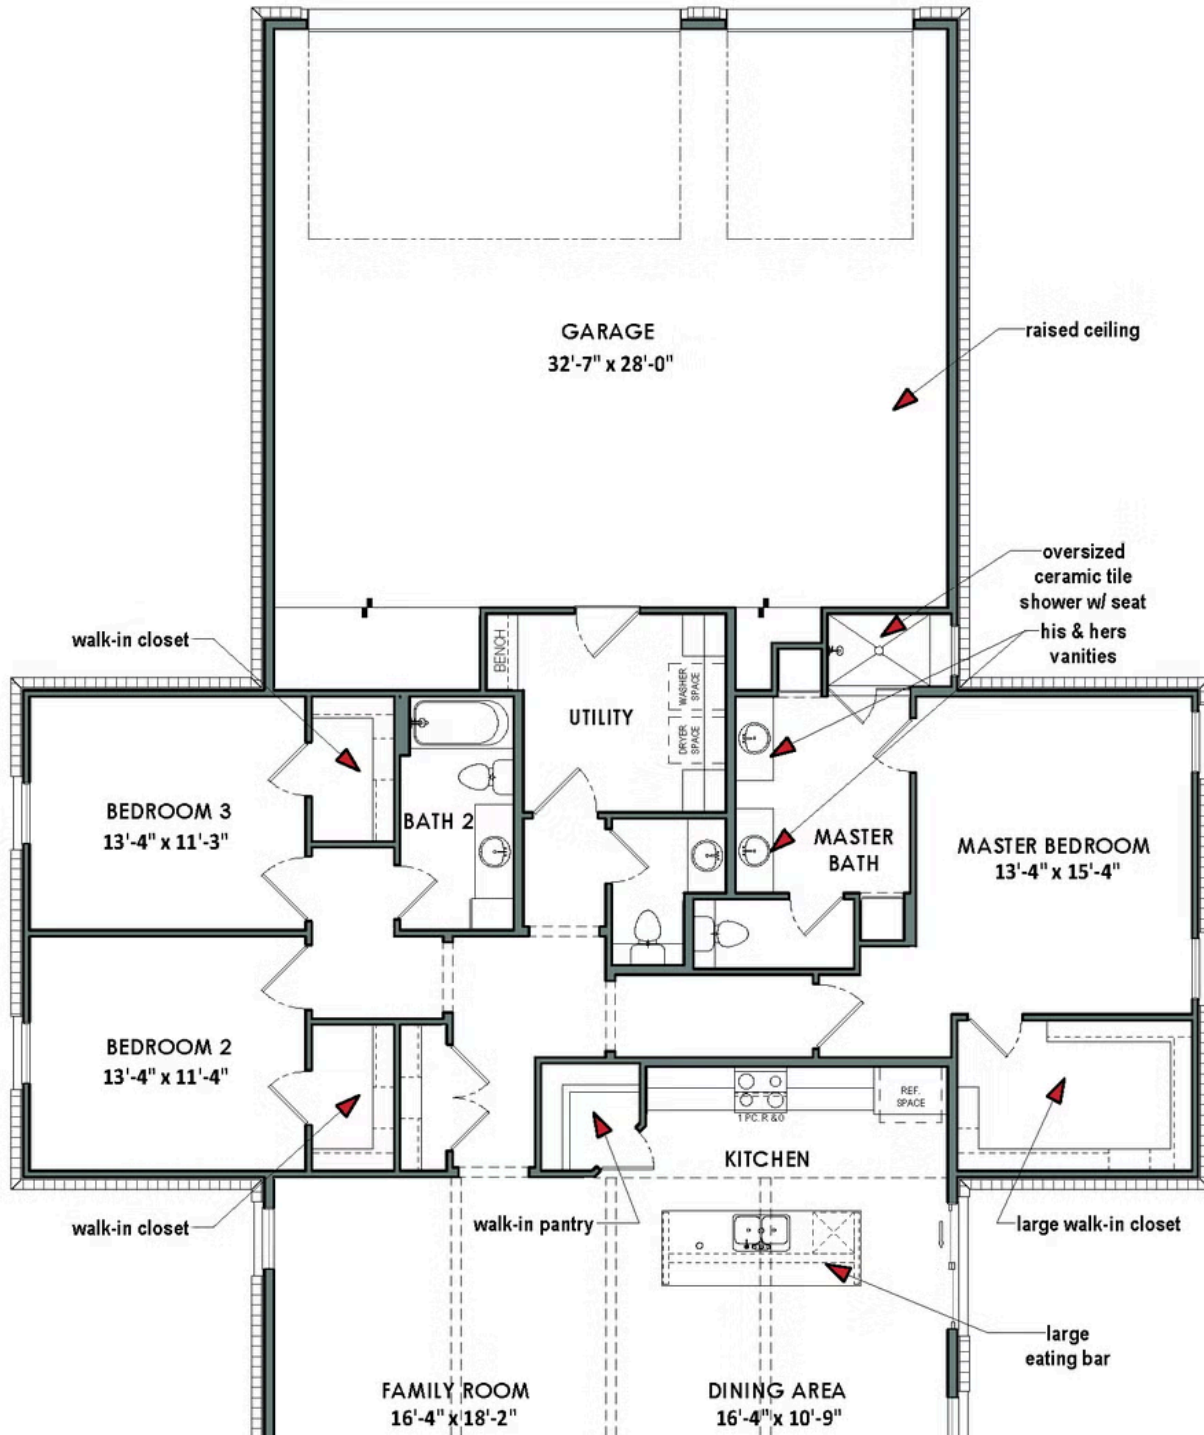 GARAGE
32'-7" x 28'-0"
raised ceiling
oversized
ceramic tile
shower w/ seat
his & hers
vanities
walk-in closet
BENCH
WASHER
SPACE
UTILITY
DRYER
SPACE
BEDROOM 3
13'-4" x 11'-3"
BATH 2
MASTER
BATH
MASTER BEDROOM
13'-4" x 15'-4"
BEDROOM 2
13'-4" x 11'-4"
REF.
SPACE
1 PC. R & O
KITCHEN
walk-in closet
walk-in pantry
large walk-in closet
large
eating bar
FAMILY ROOM
16'-4" x 18'-2"
DINING AREA
16'-4" x 10'-9"